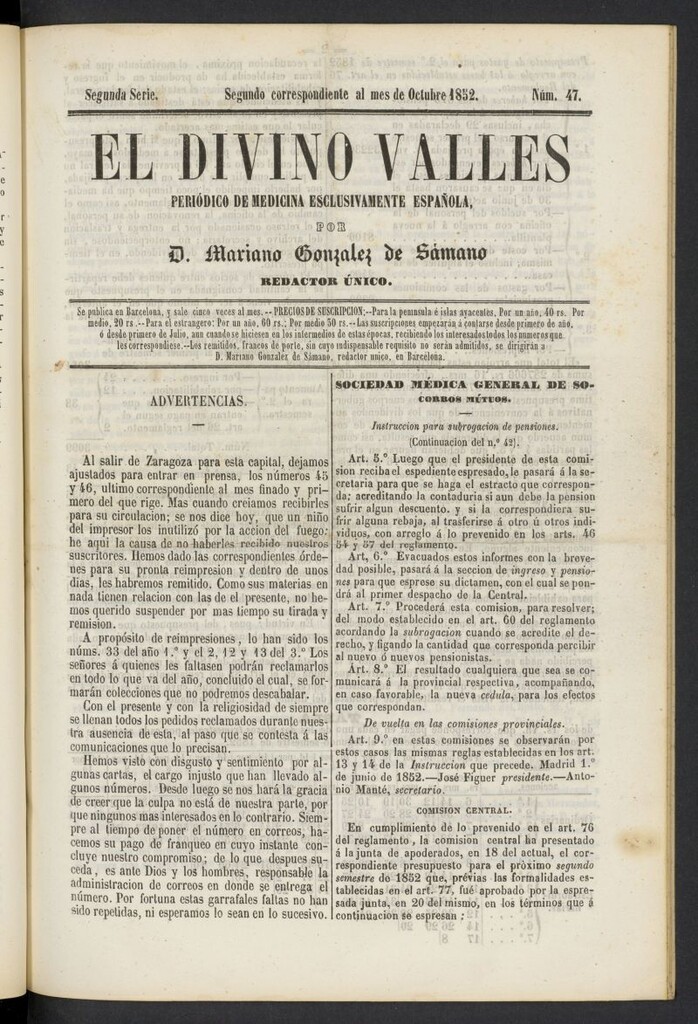 Segunda Serie. Segundo correspondiente al mes de Octubre 1852. Núm. 47.
EL DIVINO VALLES
PERIÓDICO DE MEDICINA ESCLUSIVAMENTE ESPAÑOLA,
POR
D. Mariano Gonzalez de Sámano
REDACTOR ÚNICO.
Se publica en Barcelona, y sale cinco veces al mes.--PRECIOS DE SUSCRIPCION:--Para la península é islas ayacentes. Por un año, 40 rs. Por
medio, 20 rs.--Para el estrangero: Por un año, 60 rs.; Por medio 50 rs.--Las suscripciones empezarán á contarse desde primero de año,
ó desde primero de Julio, aun cuando se hiciesen en los intermedios de estas épocas, recibiendo los interesados todos los numeros que
les correspondiese.--Los remitidos, francos de porte, sin cuyo indispensable requisito no serán admitidos, se dirigirán á
D. Mariano Gonzalez de Sámano, redactor unico, en Barcelona.
ADVERTENCIAS.
Al salir de Zaragoza para esta capital, dejamos
ajustados para entrar en prensa, los números 45
y 46, ultimo correspondiente al mes finado y pri-
mero del que rige. Mas cuando creiamos recibirles
para su circulacion; se nos dice hoy, que un niño
del impresor los inutilizó por la accion del fuego:
he aqui la causa de no haberles recibido nuestros
suscritores. Hemos dado las correspondientes órde-
nes para su pronta reimpresion y dentro de unos
dias, les habremos remitido. Como sus materias en
nada tienen relacion con las de el presente, no he-
mos querido suspender por mas tiempo su tirada y
remision.
A propósito de reimpresiones, lo han sido los
núms. 33 del año 1.º y el 2, 12 y 13 del 3.º Los
señores á quienes les faltasen podrán reclamarlos
en todo lo que va del año, concluido el cual, se for-
marán colecciones que no podremos descabalar.
Con el presente y con la religiosidad de siempre
se llenan todos los pedidos reclamados durante nues-
tra ausencia de esta, al paso que se contesta á las
comunicaciones que lo precisan.
Hemos visto con disgusto y sentimiento por al-
gunas cartas, el cargo injusto que han llevado al-
gunos números. Desde luego se nos hará la gracia
de creer que la culpa no está de nuestra parte, por
que ningunos mas interesados en lo contrario. Siem-
pre al tiempo de poner el número en correos, ha-
cemos su pago de franqueo en cuyo instante con-
cluye nuestro compromiso; de lo que despues su-
ceda, es ante Dios y los hombres, responsable la
administracion de correos en donde se entrega el
número. Por fortuna estas garrafales faltas no han
sido repetidas, ni esperamos lo sean en lo sucesivo.
SOCIEDAD MÉDICA GENERAL DE SO-
CORROS MÚTUOS.
Instruccion para subrogacion de pensiones.
(Continuacion del n.º 42).
Art. 5.º Luego que el presidente de esta comi-
sion reciba el espediente espresado, le pasará á la se-
cretaria para que se haga el estracto que correspon-
da; acreditando la contaduria si aun debe la pension
sufrir algun descuento, y si la correspondiera su-
frir alguna rebaja, al trasferirse á otro ú otros indi-
viduos, con arreglo á lo prevenido en los arts. 46
54 y 57 del reglamento.
Art. 6.º Evacuados estos informes con la breve-
dad posible, pasará á la seccion de ingreso y pensio-
nes para que esprese su dictamen, con el cual se pon-
drá al primer despacho de la Central.
Art. 7.º Procederá esta comision, para resolver;
del modo establecido en el art. 60 del reglamento
acordando la subrogacion cuando se acredite el de-
recho, y figando la cantidad que corresponda percibir
al nuevo ó nuevos pensionistas.
Art. 8.º El resultado cualquiera que sea se co-
municará á la provincial respectiva, acompañando,
en caso favorable, la nueva cedula, para los efectos
que correspondan.
De vuelta en las comisiones provinciales.
Art. 9.º en estas comisiones se observarán por
estos casos las mismas reglas establecidas en los art.
13 y 14 de la Instruccion que precede. Madrid 1.º
de junio de 1852.—José Figuer presidente.—Anto-
nio Manté, secretario.
COMISION CENTRAL.
En cumplimiento de lo prevenido en el art. 76
del reglamento, la comision central ha presentado
á la junta de apoderados, en 18 del actual, el cor-
respondiente presupuesto para el próximo segundo
semestre de 1852 que, prévias las formalidades es-
tablecidas en el art. 77, fué aprobado por la espre-
sada junta, en 20 del mismo, en los términos que á
continuacion se espresan: